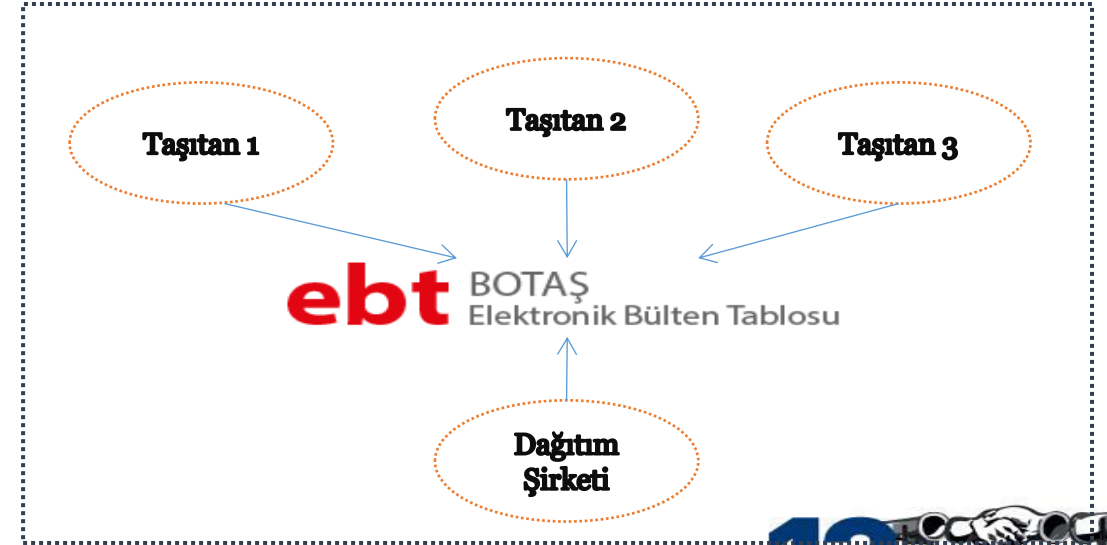 Taşıtan 1
Taşıtan 2
Taşıtan 3
ebt BOTAŞ
Elektronik Bülten Tablosu
Dağıtım
Şirketi